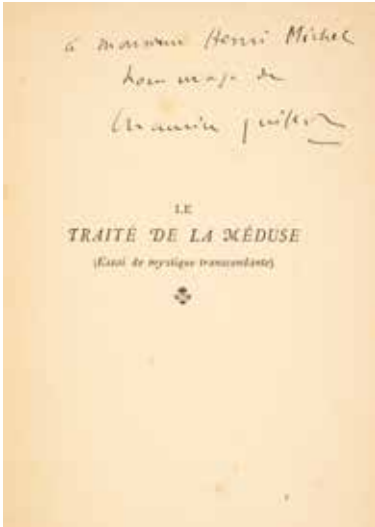 à monsieur Henri Michel
hommage de
Maurice
LE
TRAITÉ DE LA MÉDUSE
(Essai de mystique transcendante)